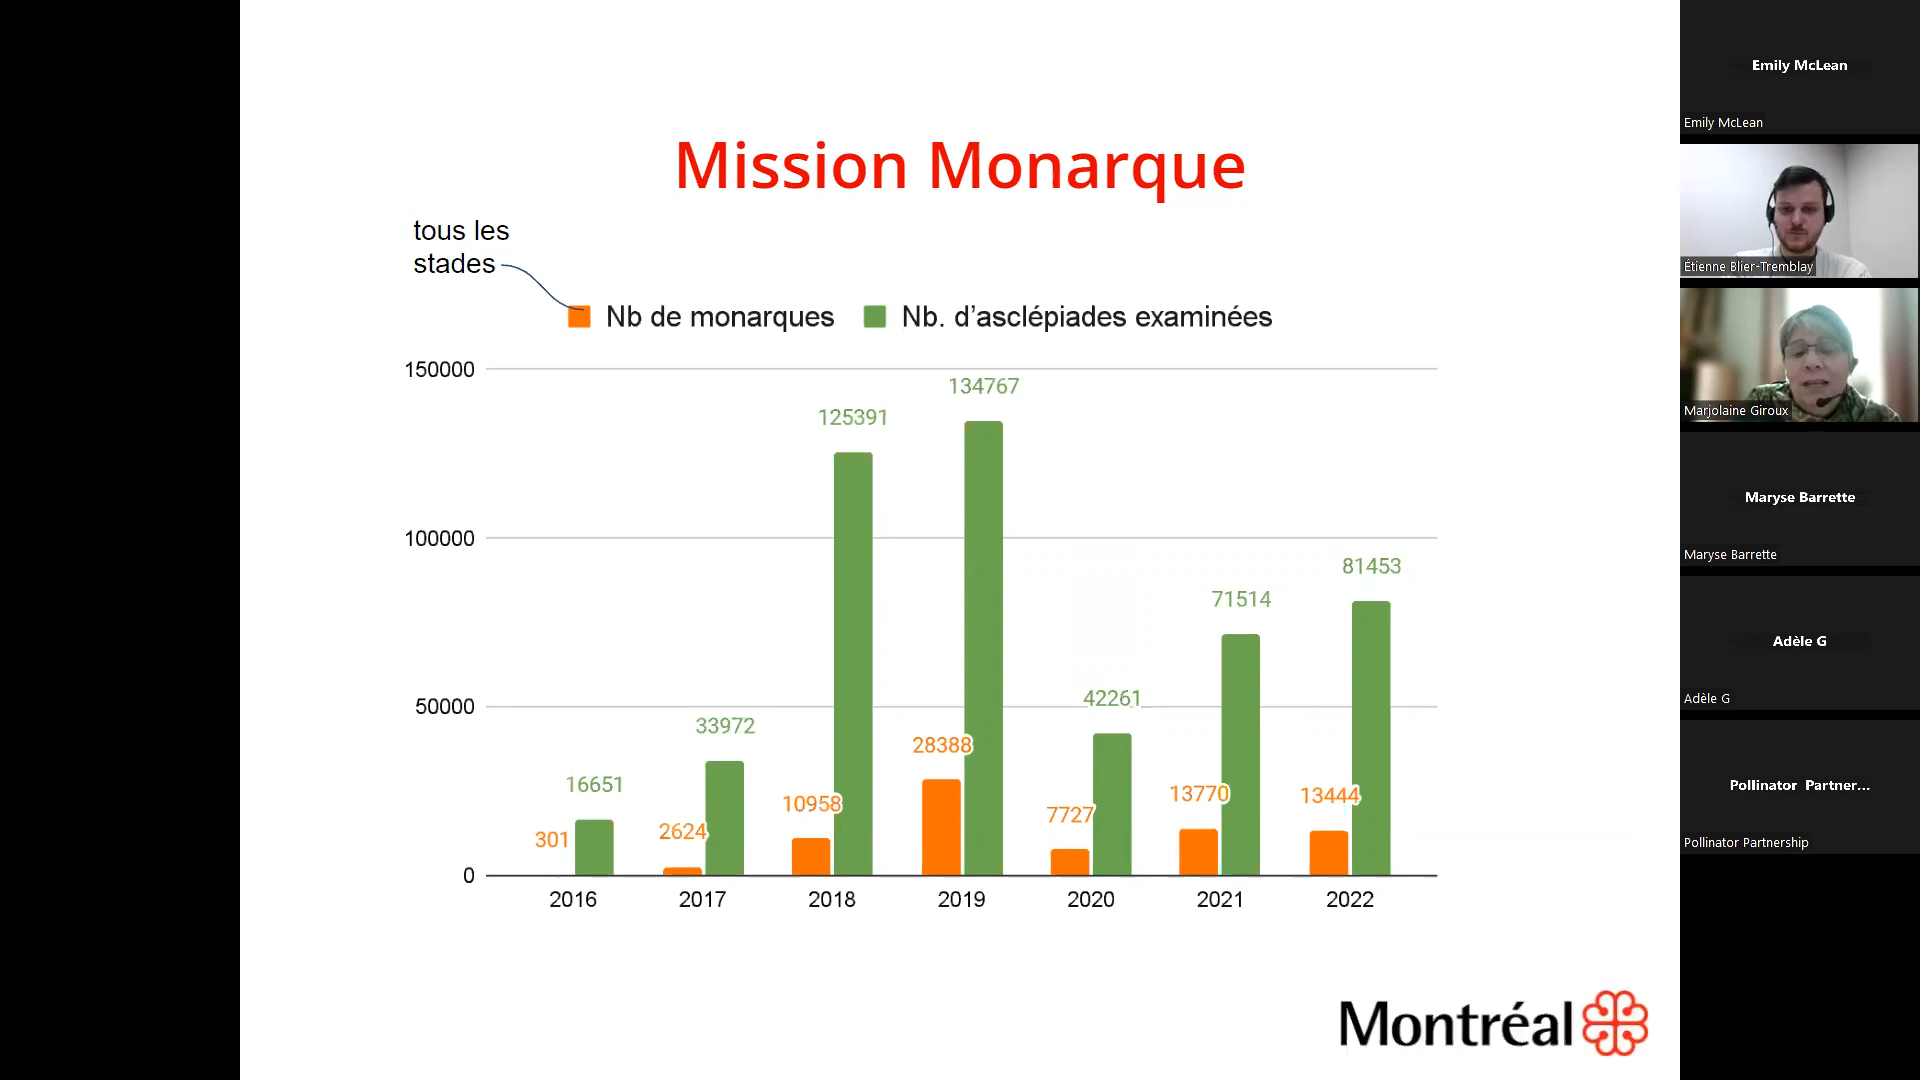 Mission Monarque
tous les
stades
Nb de monarques
Nb. d’asclépiades examinées
150000
100000
50000
0
301
16651
2624
33972
10958
125391
28388
134767
7727
42261
13770
71514
13444
81453
2016
2017
2018
2019
2020
2021
2022
Montréal
Emily McLean
Emily McLean
Étienne Blier-Tremblay
Marjolaine Giroux
Maryse Barrette
Maryse Barrette
Adèle G
Adèle G
Pollinator Partner...
Pollinator Partnership